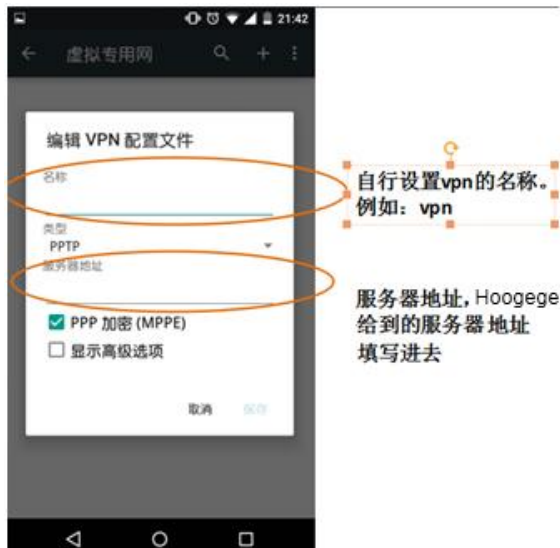 21:42
虚拟专用网
编辑 VPN 配置文件
名称
类型
PPTP
服务器地址
PPP 加密 (MPPE)
显示高级选项
取消 保存
自行设置vpn的名称。
例如：vpn
服务器地址, Hoogege
给到的服务器地址
填写进去